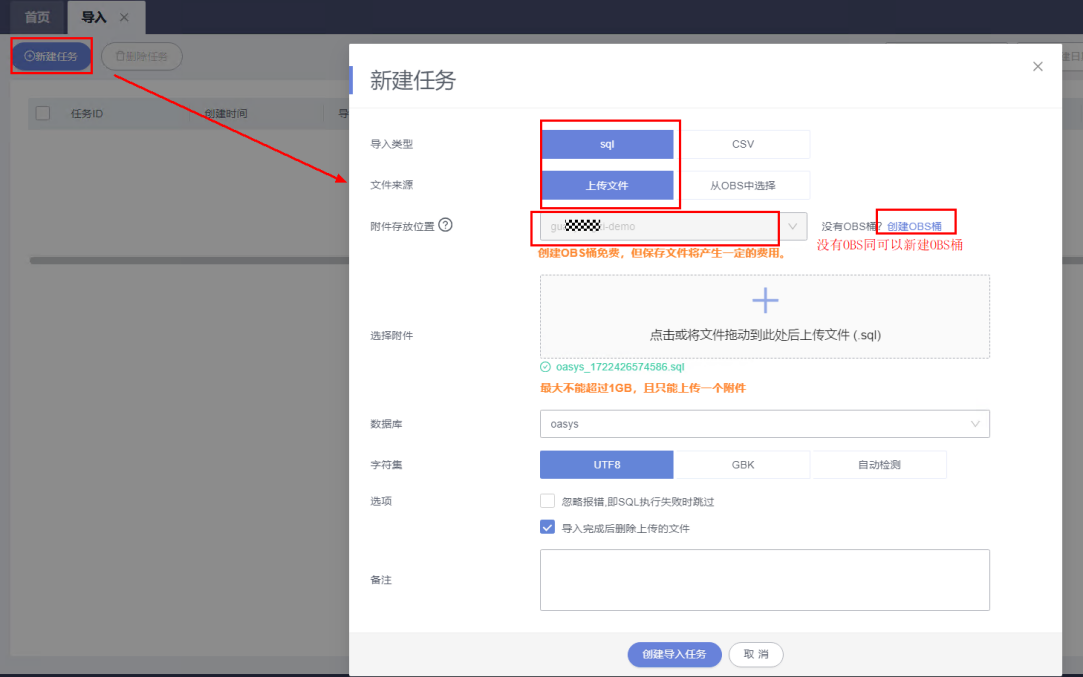 首页
导入
新建任务
删除任务
任务ID
创建时间
新建任务
导入类型
sql
CSV
文件来源
上传文件
从OBS中选择
附件存放位置
i-demo
没有OBS桶? 创建OBS桶
没有OBS同可以新建OBS桶
创建OBS桶免费，但保存文件将产生一定的费用。
选择附件
点击或将文件拖动到此处后上传文件 (.sql)
oasys_1722426574586.sql
最大不能超过1GB，且只能上传一个附件
数据库
oasys
字符集
UTF8
GBK
自动检测
选项
忽略报错,即SQL执行失败时跳过
导入完成后删除上传的文件
备注
创建导入任务
取 消